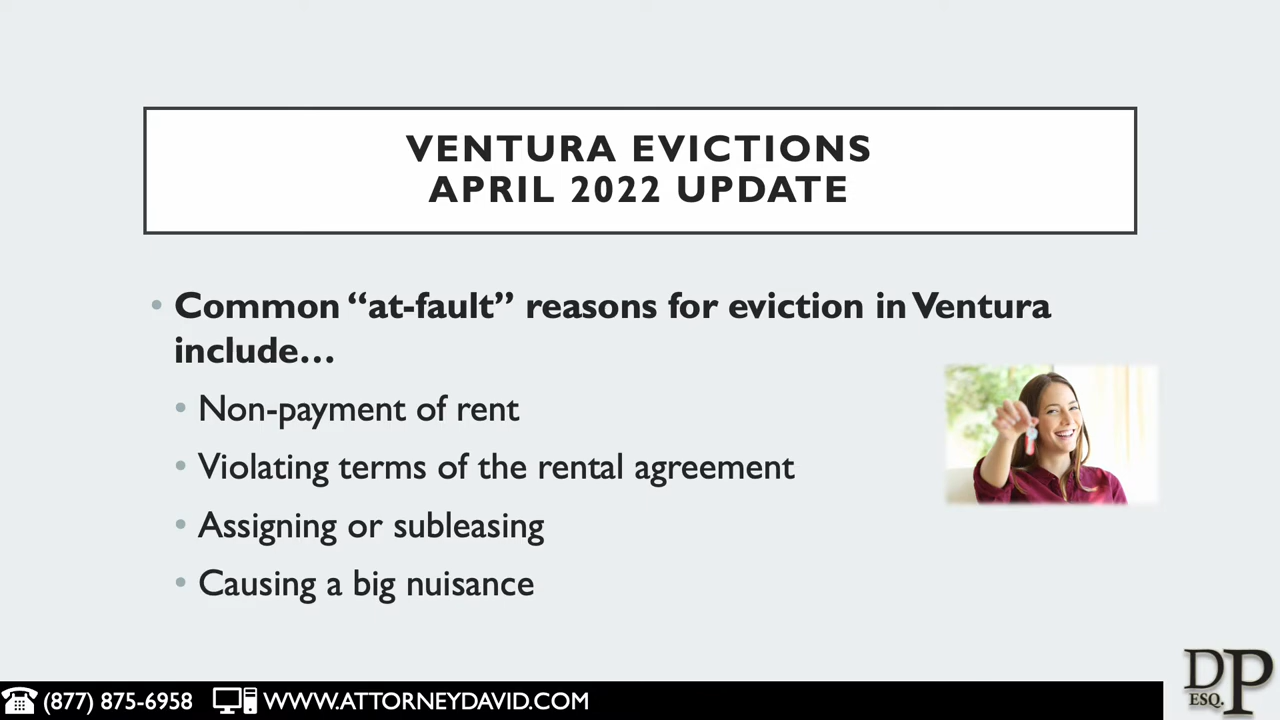 VENTURA EVICTIONS
APRIL 2022 UPDATE
• Common “at-fault” reasons for eviction in Ventura
include…
• Non-payment of rent
• Violating terms of the rental agreement
• Assigning or subleasing
• Causing a big nuisance
(877) 875-6958 WWW.ATTORNEYDAVID.COM
DP
ESQ.